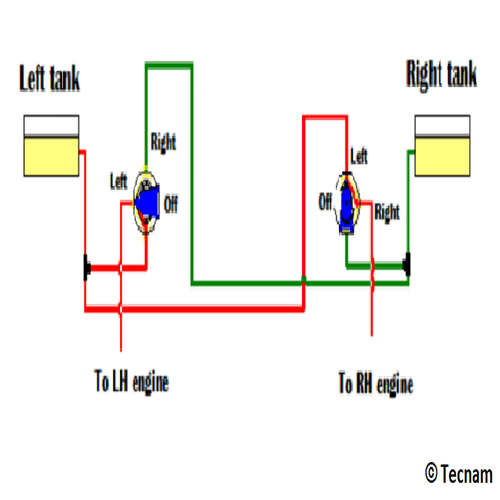 Left tank
Right tank
Right
Left
Off
Left
Off
Right
To LH engine
To RH engine
© Tecnam